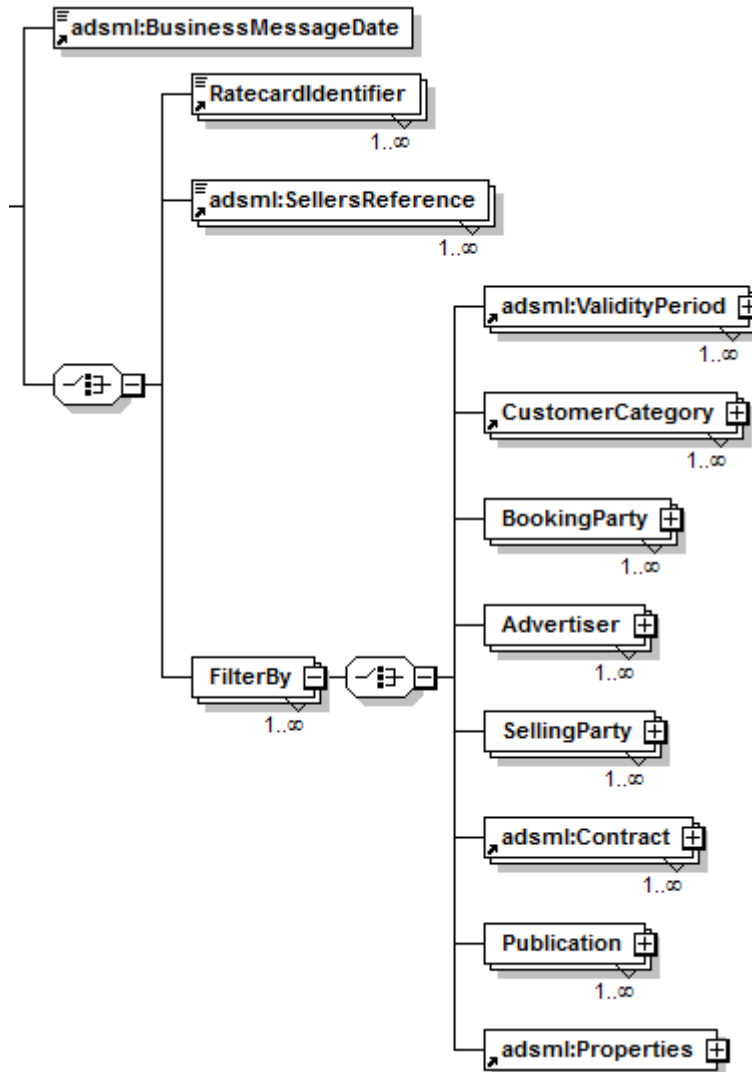 adsml:BusinessMessageDate
RatecardIdentifier
1..∞
adsml:SellersReference
1..∞
adsml:ValidityPeriod
1..∞
CustomerCategory
1..∞
BookingParty
1..∞
Advertiser
1..∞
FilterBy
1..∞
SellingParty
1..∞
adsml:Contract
1..∞
Publication
1..∞
adsml:Properties